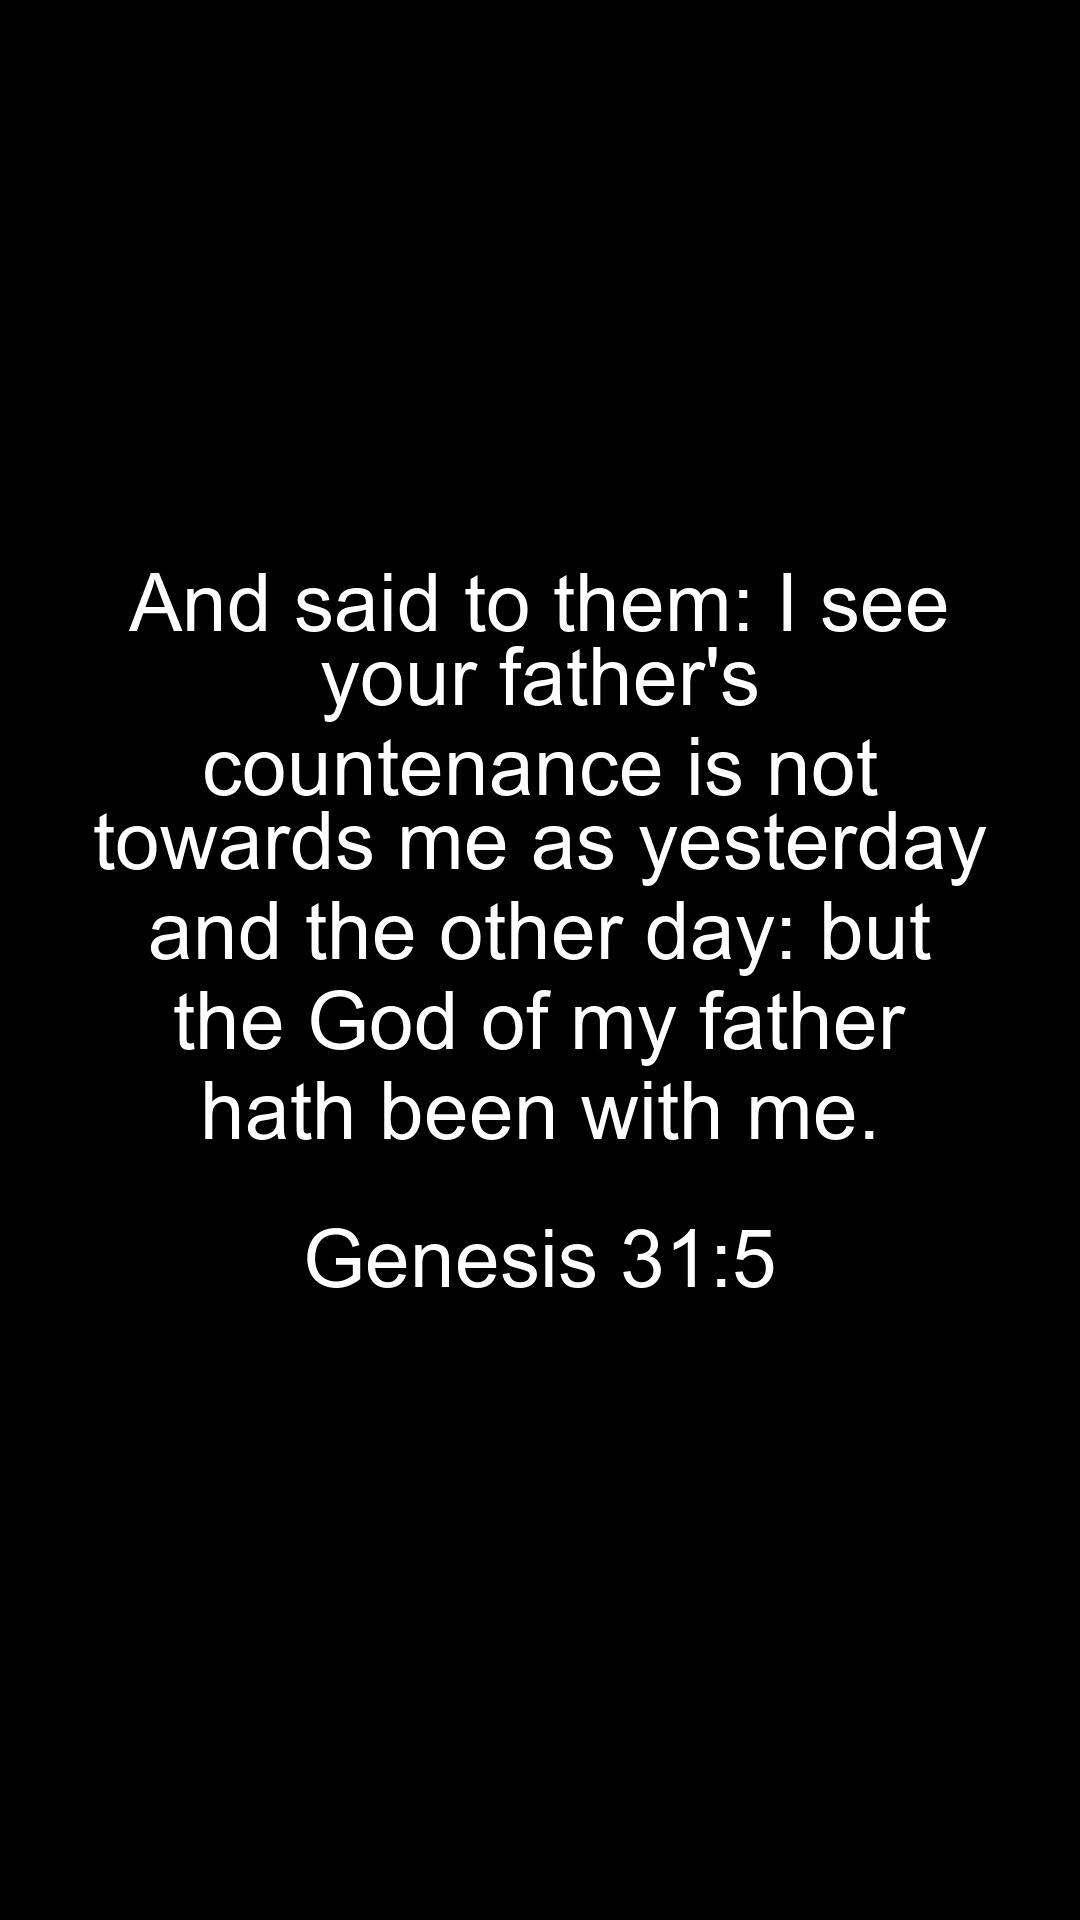 And said to them: I see
your father's
countenance is not
towards me as yesterday
and the other day: but
the God of my father
hath been with me.
Genesis 31:5